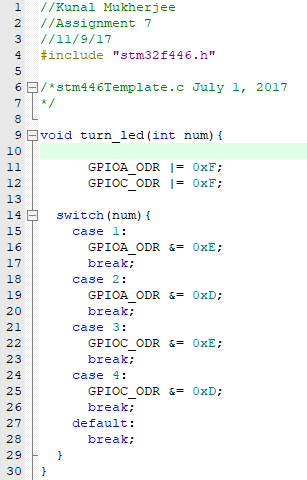 1 //Kunal Mukherjee
2 //Assignment 7
3 //11/9/17
4 #include "stm32f446.h"
5
6 /*stm446Template.c July 1, 2017
7 */
8
9 void turn_led(int num){
10
11 GPIOA_ODR |= 0xF;
12 GPIOC_ODR |= 0xF;
13
14 switch(num){
15 case 1:
16 GPIOA_ODR &= 0xE;
17 break;
18 case 2:
19 GPIOA_ODR &= 0xD;
20 break;
21 case 3:
22 GPIOC_ODR &= 0xE;
23 break;
24 case 4:
25 GPIOC_ODR &= 0xD;
26 break;
27 default:
28 break;
29 }
30 }